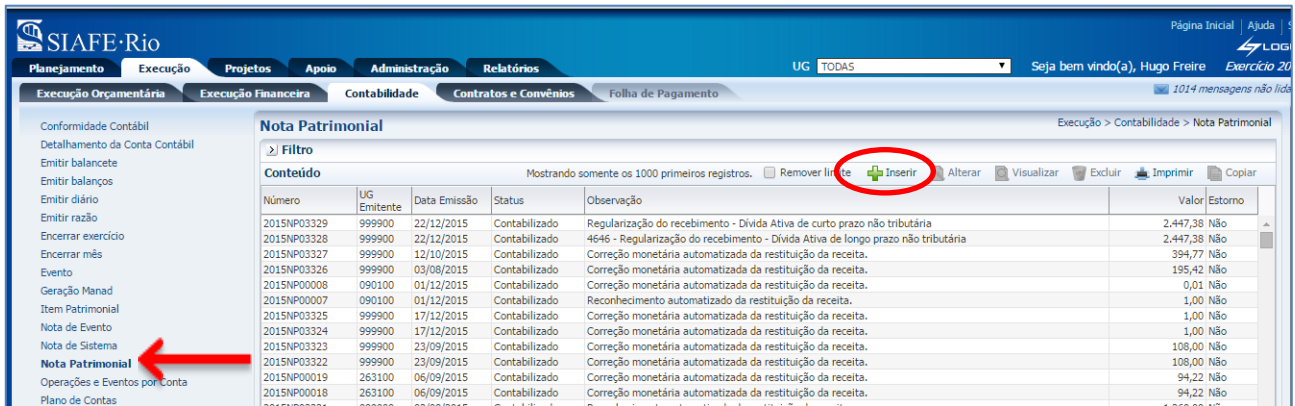 Página Inicial | Ajuda |
SIAFE·Rio
Planejamento Execução Projetos Apoio Administração Relatórios UG TODAS Seja bem vindo(a), Hugo Freire Exercício 20
Execução Orçamentária Execução Financeira Contabilidade Contratos e Convênios Folha de Pagamento 1014 mensagens não lida
Conformidade Contábil
Detalhamento da Conta Contábil
Emitir balancete
Emitir balanços
Emitir diário
Emitir razão
Encerrar exercício
Encerrar mês
Evento
Geração Manad
Item Patrimonial
Nota de Evento
Nota de Sistema
Nota Patrimonial
Operações e Eventos por Conta
Plano de Contas
Nota Patrimonial Execução > Contabilidade > Nota Patrimonial
Filtro
Conteúdo Mostrando somente os 1000 primeiros registros. Remover limite Inserir Alterar Visualizar Excluir Imprimir Copiar
Número UG Emitente Data Emissão Status Observação Valor Estorno
2015NP03329 999900 22/12/2015 Contabilizado Regularização do recebimento - Dívida Ativa de curto prazo não tributária 2.447,38 Não
2015NP03328 999900 22/12/2015 Contabilizado 4646 - Regularização do recebimento - Dívida Ativa de longo prazo não tributária 2.447,38 Não
2015NP03327 999900 12/10/2015 Contabilizado Correção monetária automatizada da restituição da receita. 394,77 Não
2015NP03326 999900 03/08/2015 Contabilizado Correção monetária automatizada da restituição da receita. 195,42 Não
2015NP00008 090100 01/12/2015 Contabilizado Correção monetária automatizada da restituição da receita. 0,01 Não
2015NP00007 090100 01/12/2015 Contabilizado Reconhecimento automatizado da restituição da receita. 1,00 Não
2015NP03325 999900 17/12/2015 Contabilizado Correção monetária automatizada da restituição da receita. 1,00 Não
2015NP03324 999900 17/12/2015 Contabilizado Correção monetária automatizada da restituição da receita. 1,00 Não
2015NP03323 999900 23/09/2015 Contabilizado Correção monetária automatizada da restituição da receita. 108,00 Não
2015NP03322 999900 23/09/2015 Contabilizado Correção monetária automatizada da restituição da receita. 108,00 Não
2015NP00019 263100 06/09/2015 Contabilizado Correção monetária automatizada da restituição da receita. 94,22 Não
2015NP00018 263100 06/09/2015 Contabilizado Correção monetária automatizada da restituição da receita. 94,22 Não